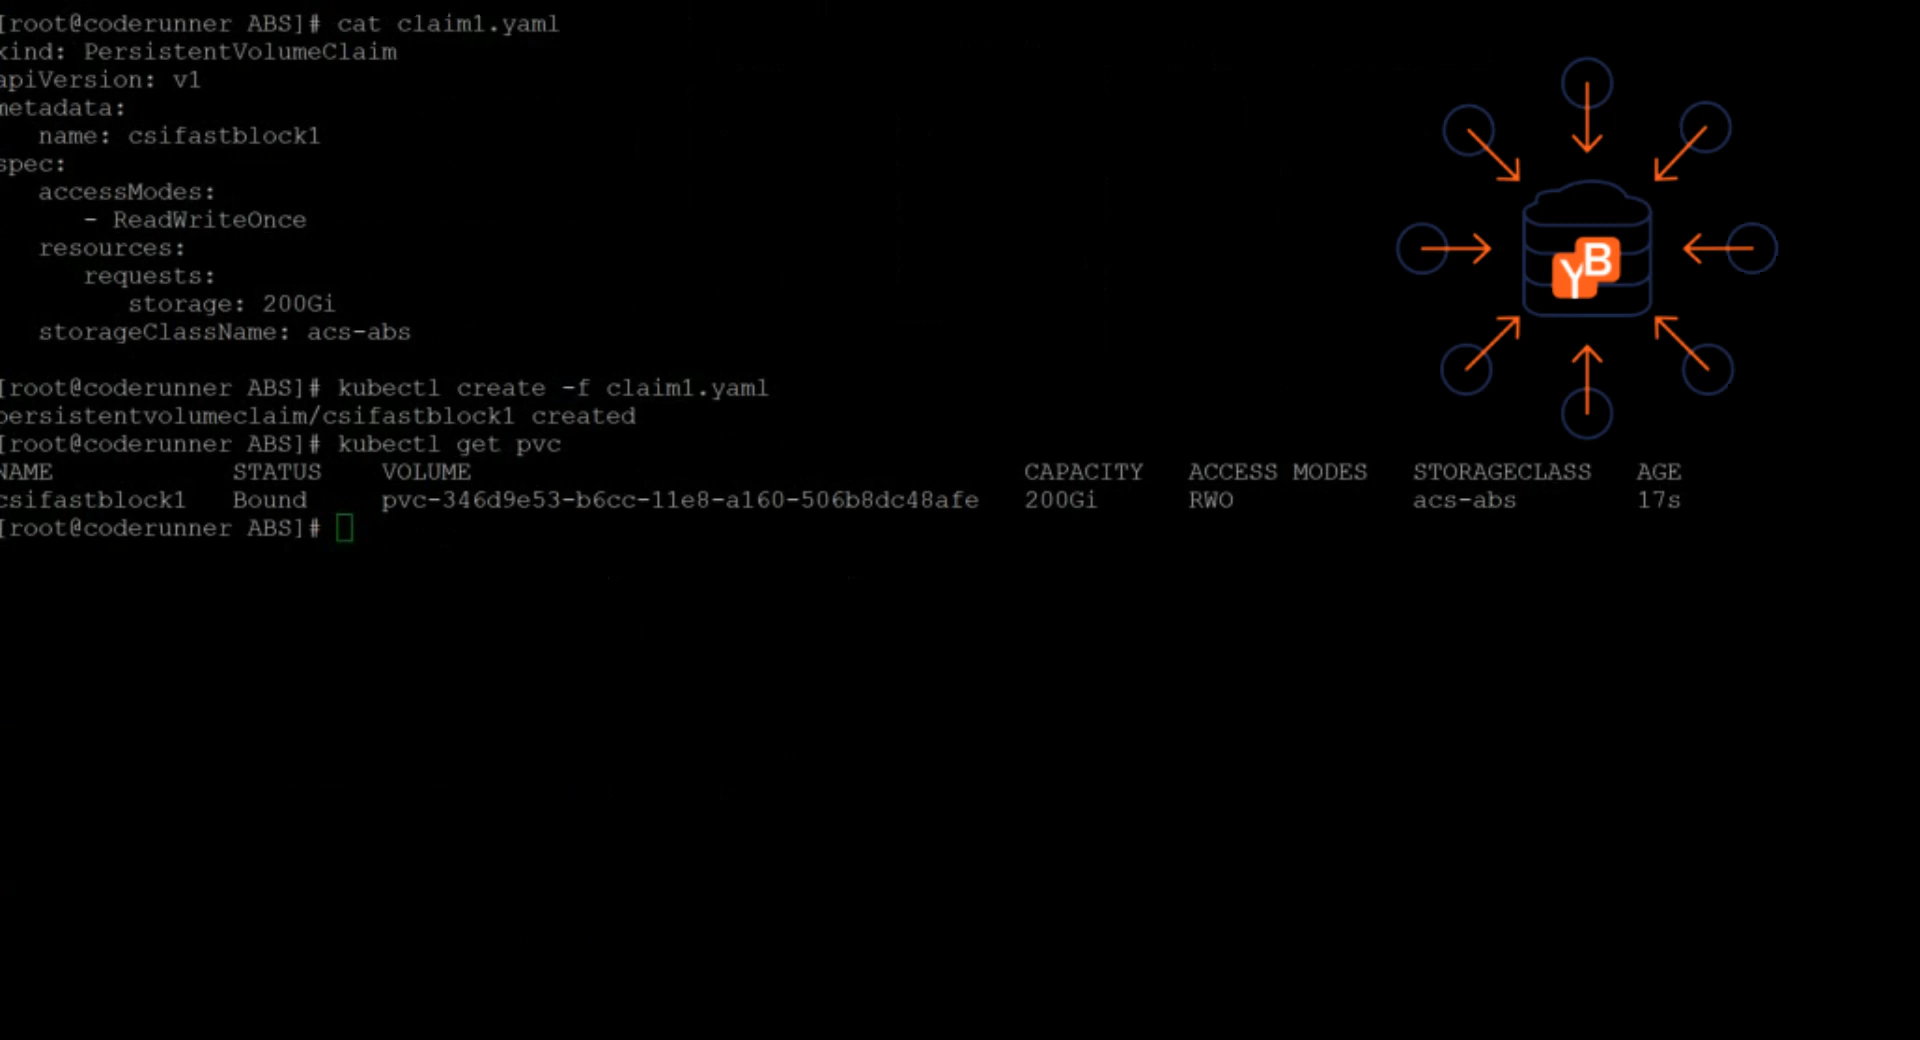 [root@coderunner ABS]# cat claim1.yaml
kind: PersistentVolumeClaim
apiVersion: v1
metadata:
   name: csifastblock1
spec:
   accessModes:
      - ReadWriteOnce
   resources:
      requests:
         storage: 200Gi
   storageClassName: acs-abs
[root@coderunner ABS]# kubectl create -f claim1.yaml
persistentvolumeclaim/csifastblock1 created
[root@coderunner ABS]# kubectl get pvc
NAME            STATUS    VOLUME                                     CAPACITY   ACCESS MODES   STORAGECLASS   AGE
csifastblock1   Bound     pvc-346d9e53-b6cc-11e8-a160-506b8dc48afe   200Gi      RWO            acs-abs        17s
[root@coderunner ABS]#
YB